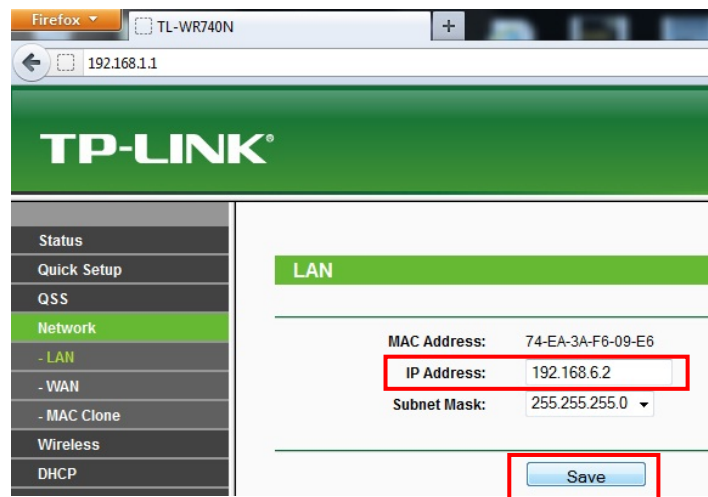 Firefox
TL-WR740N
+
192.168.1.1
TP-LINK®
Status
Quick Setup
QSS
Network
- LAN
- WAN
- MAC Clone
Wireless
DHCP
LAN
MAC Address: 74-EA-3A-F6-09-E6
IP Address: 192.168.6.2
Subnet Mask: 255.255.255.0
Save